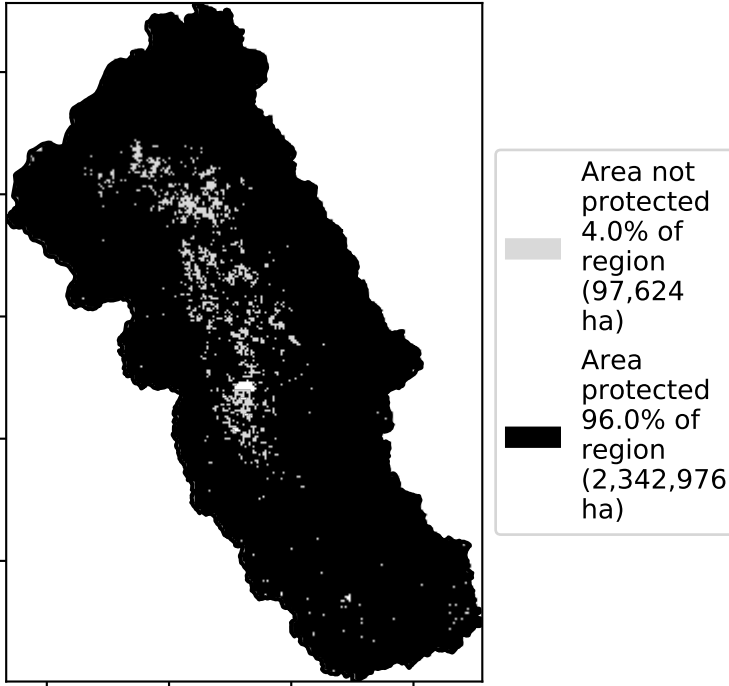 Area not
protected
4.0% of
region
(97,624
ha)
Area
protected
96.0% of
region
(2,342,976
ha)